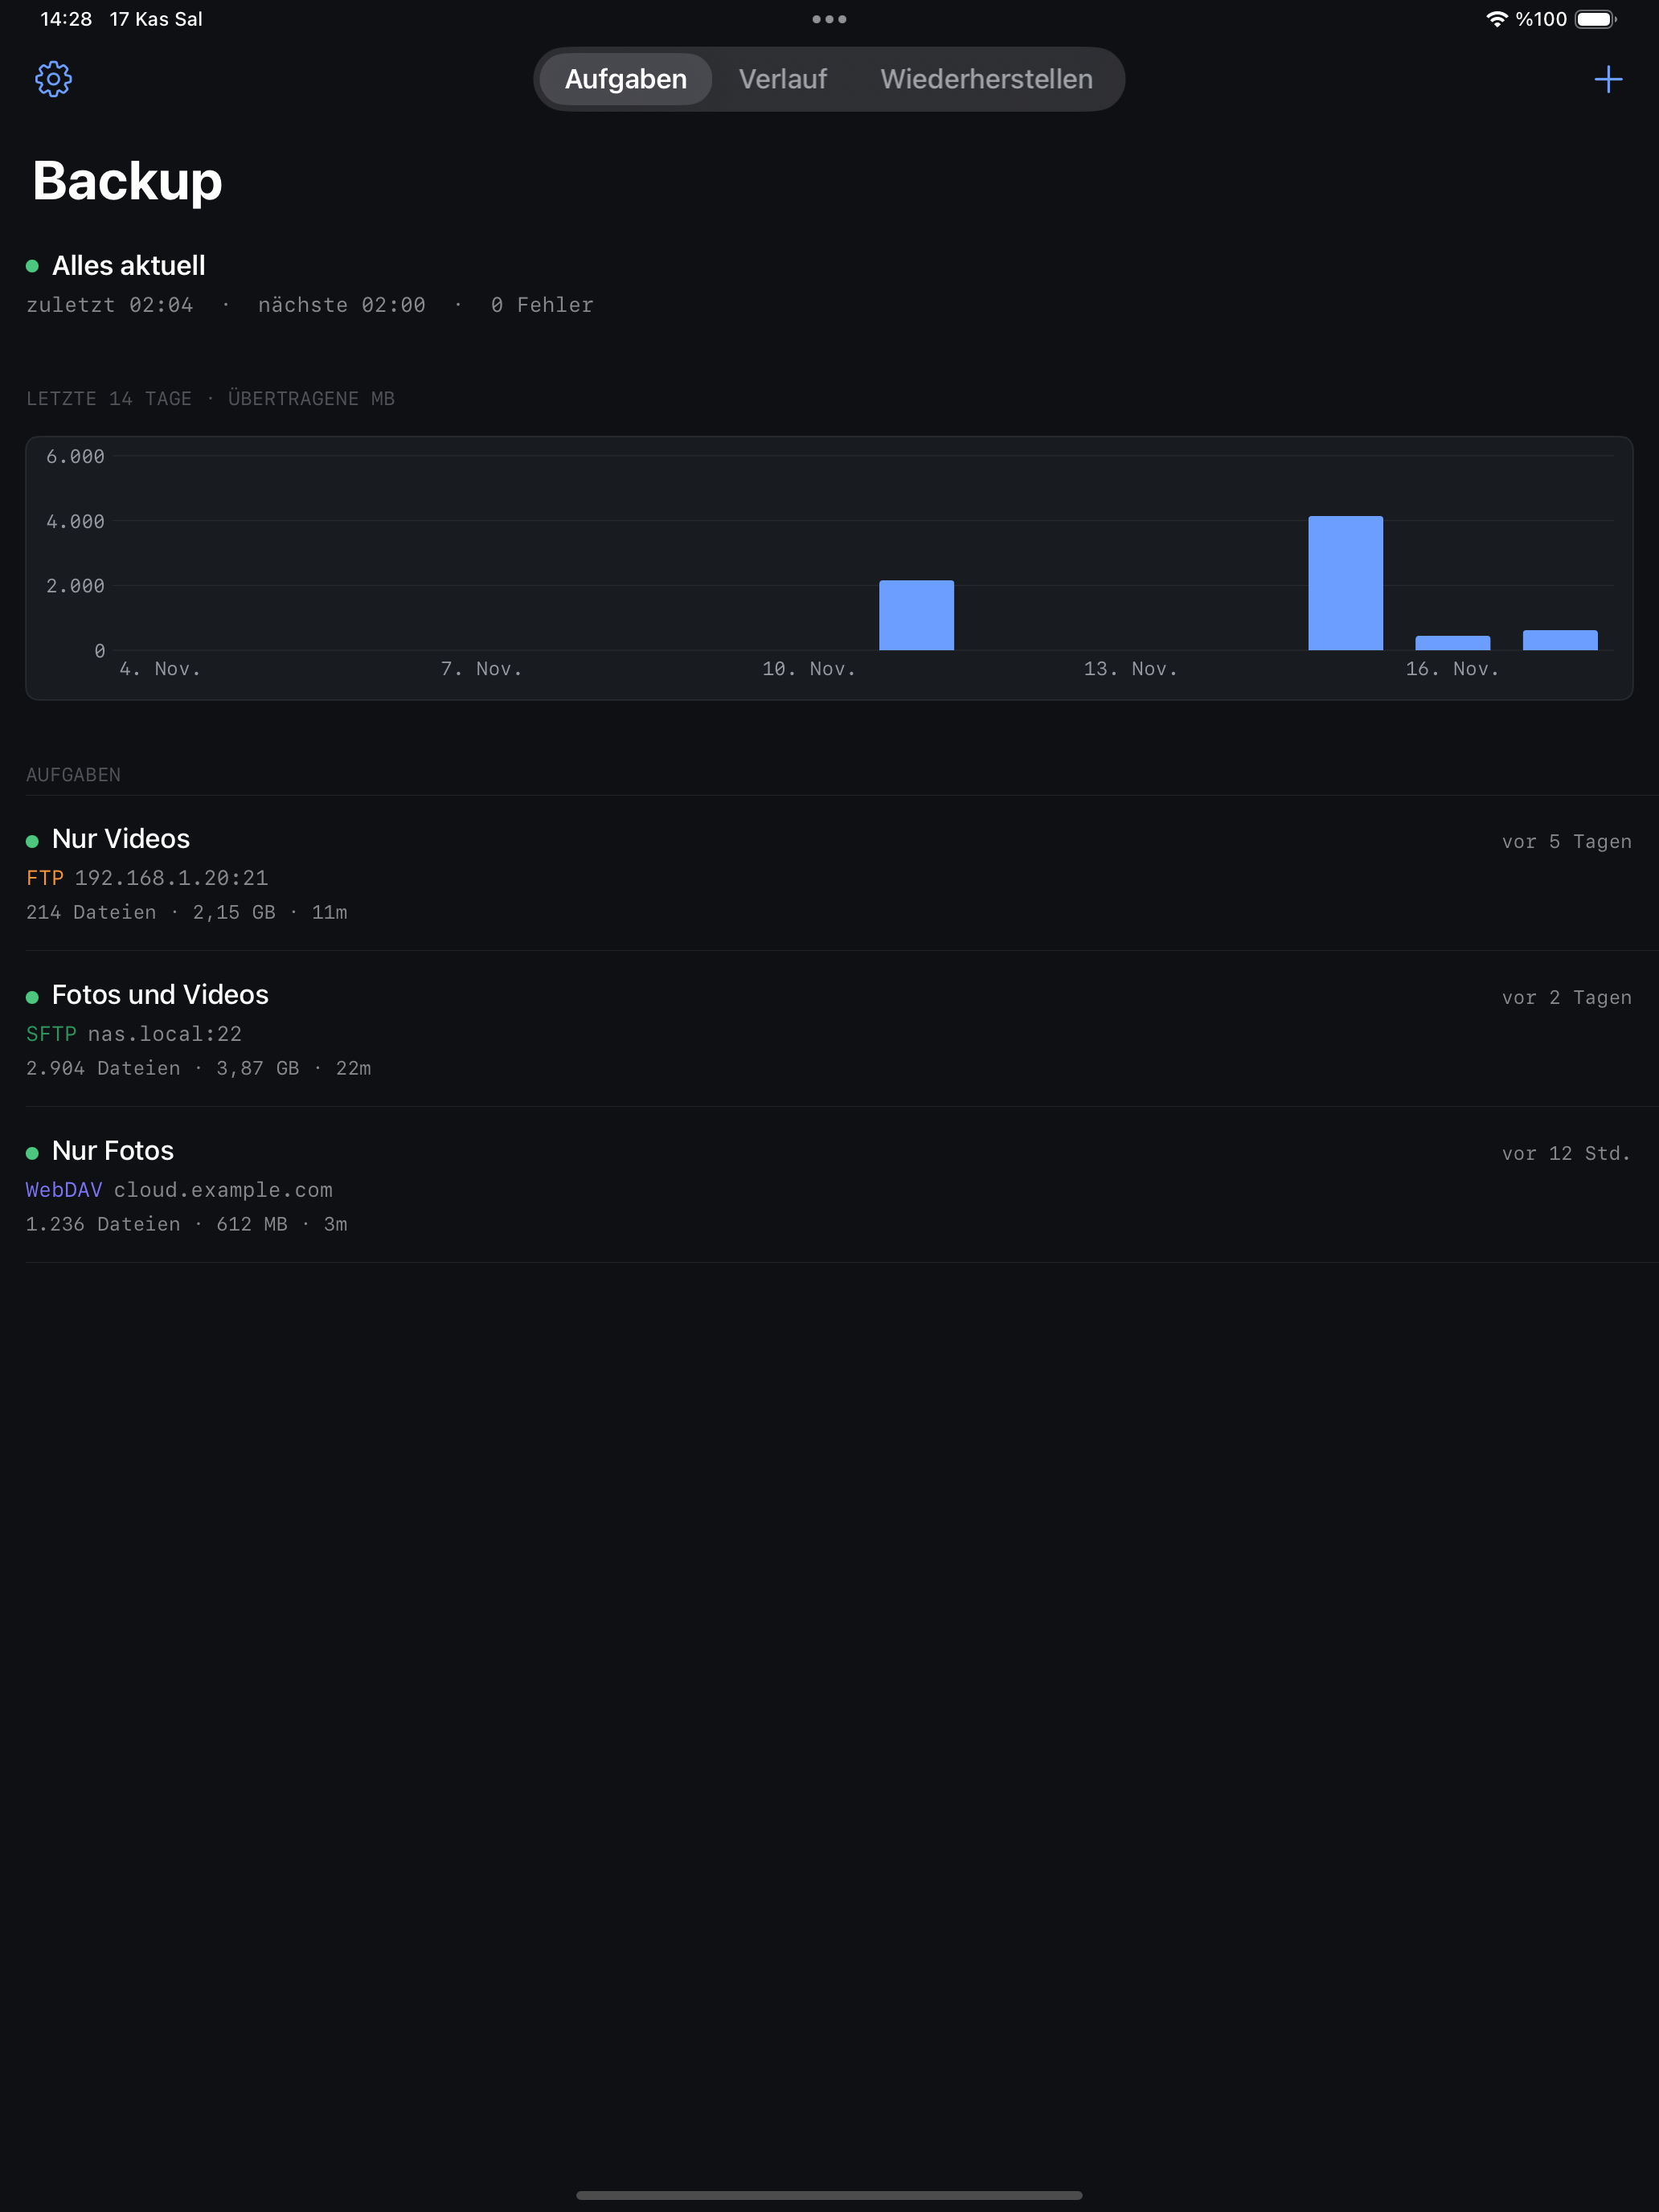 14:28 17 Kas Sal %100
Aufgaben Verlauf Wiederherstellen
Backup
Alles aktuell
zuletzt 02:04 · nächste 02:00 · 0 Fehler
LETZTE 14 TAGE · ÜBERTRAGENE MB
6.000
4.000
2.000
0
4. Nov. 7. Nov. 10. Nov. 13. Nov. 16. Nov.
AUFGABEN
Nur Videos vor 5 Tagen
FTP 192.168.1.20:21
214 Dateien · 2,15 GB · 11m
Fotos und Videos vor 2 Tagen
SFTP nas.local:22
2.904 Dateien · 3,87 GB · 22m
Nur Fotos vor 12 Std.
WebDAV cloud.example.com
1.236 Dateien · 612 MB · 3m